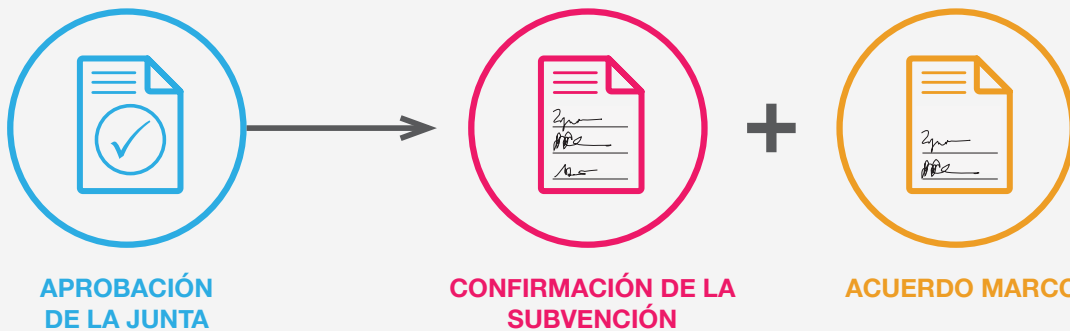 APROBACIÓN
DE LA JUNTA
CONFIRMACIÓN DE LA
SUBVENCIÓN
ACUERDO MARCO